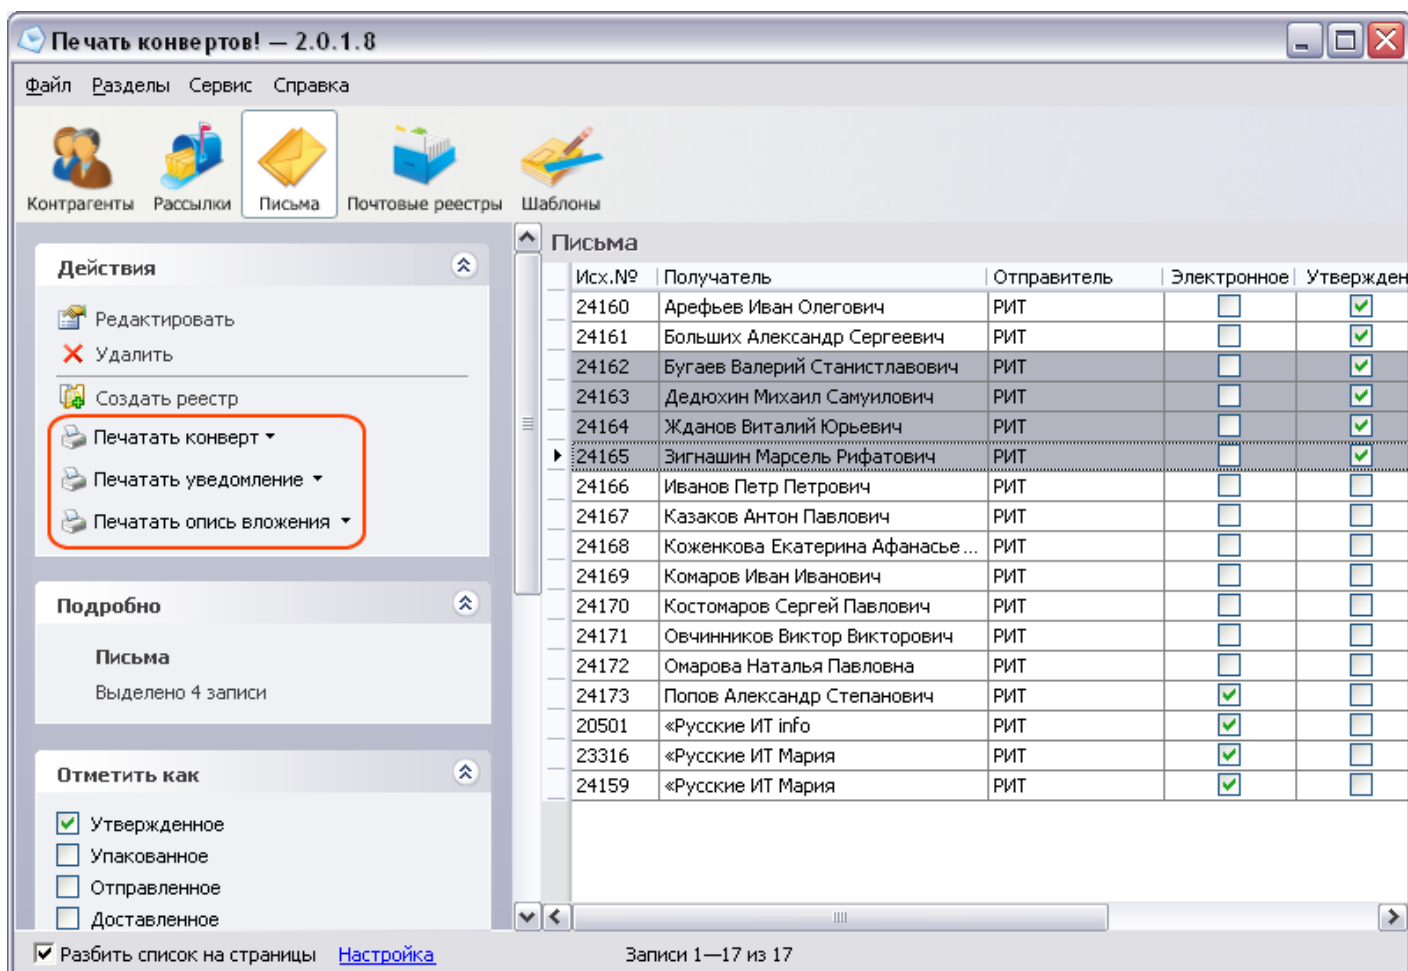 Печать конвертов! — 2.0.1.8
Файл Разделы Сервис Справка
Контрагенты Рассылки Письма Почтовые реестры Шаблоны
Действия
Редактировать
Удалить
Создать реестр
Печатать конверт
Печатать уведомление
Печатать опись вложения
Подробно
Письма
Выделено 4 записи
Отметить как
Утвержденное
Упакованное
Отправленное
Доставленное
Письма
Исх.№ Получатель Отправитель Электронное Утвержден
24160 Арефьев Иван Олегович РИТ
24161 Больших Александр Сергеевич РИТ
24162 Бугаев Валерий Станистлавович РИТ
24163 Дедюхин Михаил Самуилович РИТ
24164 Жданов Виталий Юрьевич РИТ
24165 Зигнашин Марсель Рифатович РИТ
24166 Иванов Петр Петрович РИТ
24167 Казаков Антон Павлович РИТ
24168 Коженкова Екатерина Афанасье... РИТ
24169 Комаров Иван Иванович РИТ
24170 Костомаров Сергей Павлович РИТ
24171 Овчинников Виктор Викторович РИТ
24172 Омарова Наталья Павловна РИТ
24173 Попов Александр Степанович РИТ
20501 «Русские ИТ info РИТ
23316 «Русские ИТ Мария РИТ
24159 «Русские ИТ Мария РИТ
Разбить список на страницы Настройка Записи 1—17 из 17